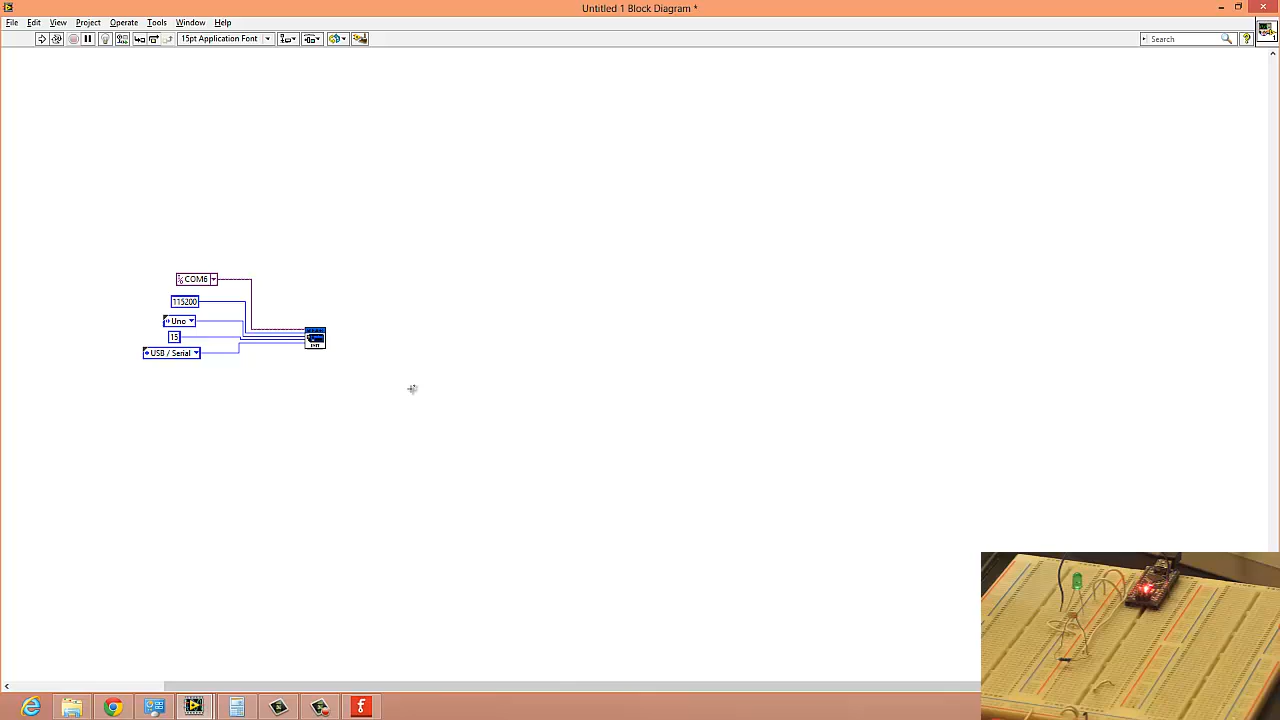 Untitled 1 Block Diagram *
File Edit View Project Operate Tools Window Help
15pt Application Font
Search
?
COM6
115200
Uno
15
USB / Serial